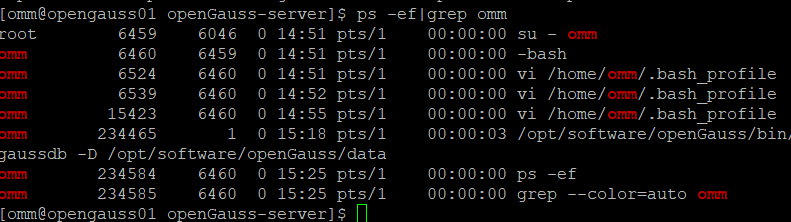 [omm@opengauss01 openGauss-server]$ ps -ef|grep omm
root 6459 6046 0 14:51 pts/1 00:00:00 su - omm
omm 6460 6459 0 14:51 pts/1 00:00:00 -bash
omm 6524 6460 0 14:51 pts/1 00:00:00 vi /home/omm/.bash_profile
omm 6539 6460 0 14:52 pts/1 00:00:00 vi /home/omm/.bash_profile
omm 15423 6460 0 14:55 pts/1 00:00:00 vi /home/omm/.bash_profile
omm 234465 1 0 15:18 pts/1 00:00:03 /opt/software/openGauss/bin/
gaussdb -D /opt/software/openGauss/data
omm 234584 6460 0 15:25 pts/1 00:00:00 ps -ef
omm 234585 6460 0 15:25 pts/1 00:00:00 grep --color=auto omm
[omm@opengauss01 openGauss-server]$